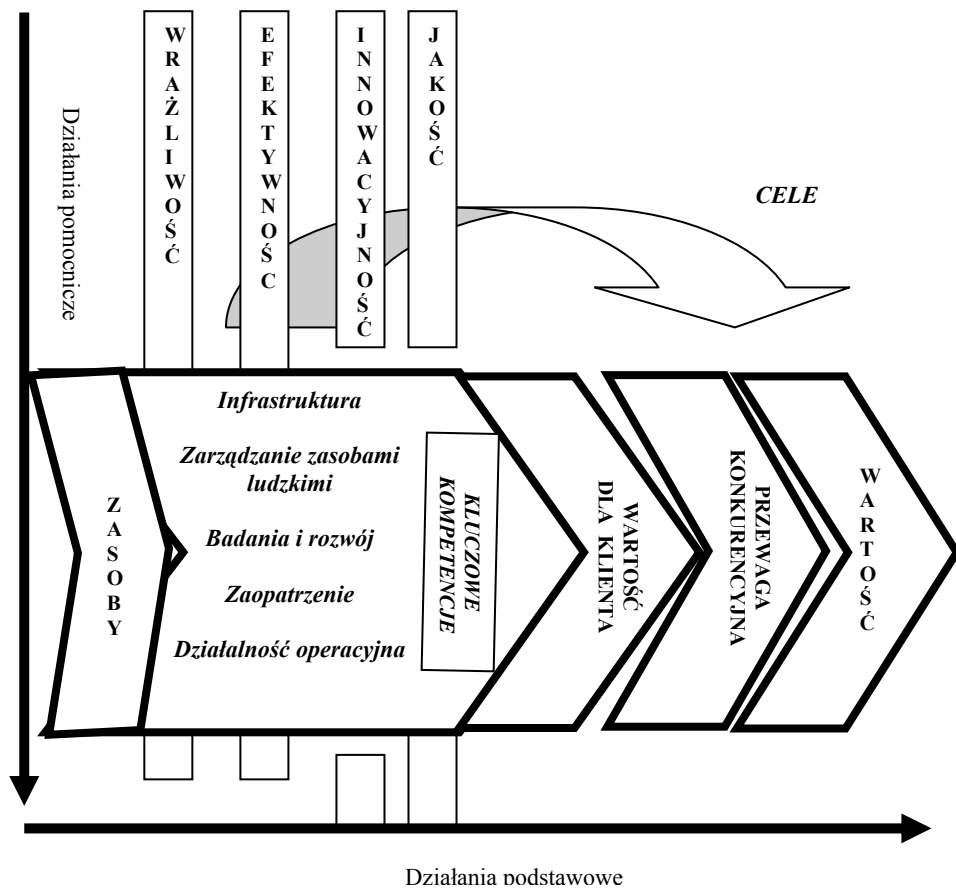 WRAŻLIWOŚĆ
EFEKTYWNOŚC
INNOWACYJNOŚĆ
JAKOŚĆ
Działania pomocnicze
CELE
ZASOBY
Infrastruktura
Zarządzanie zasobami
ludzkimi
Badania i rozwój
Zaopatrzenie
Działalność operacyjna
KLUCZOWE
KOMPETENCJE
WARTOŚĆ
DLA KLIENTA
PRZEWAGA
KONKURENCYJNA
WARTOŚĆ
Działania podstawowe